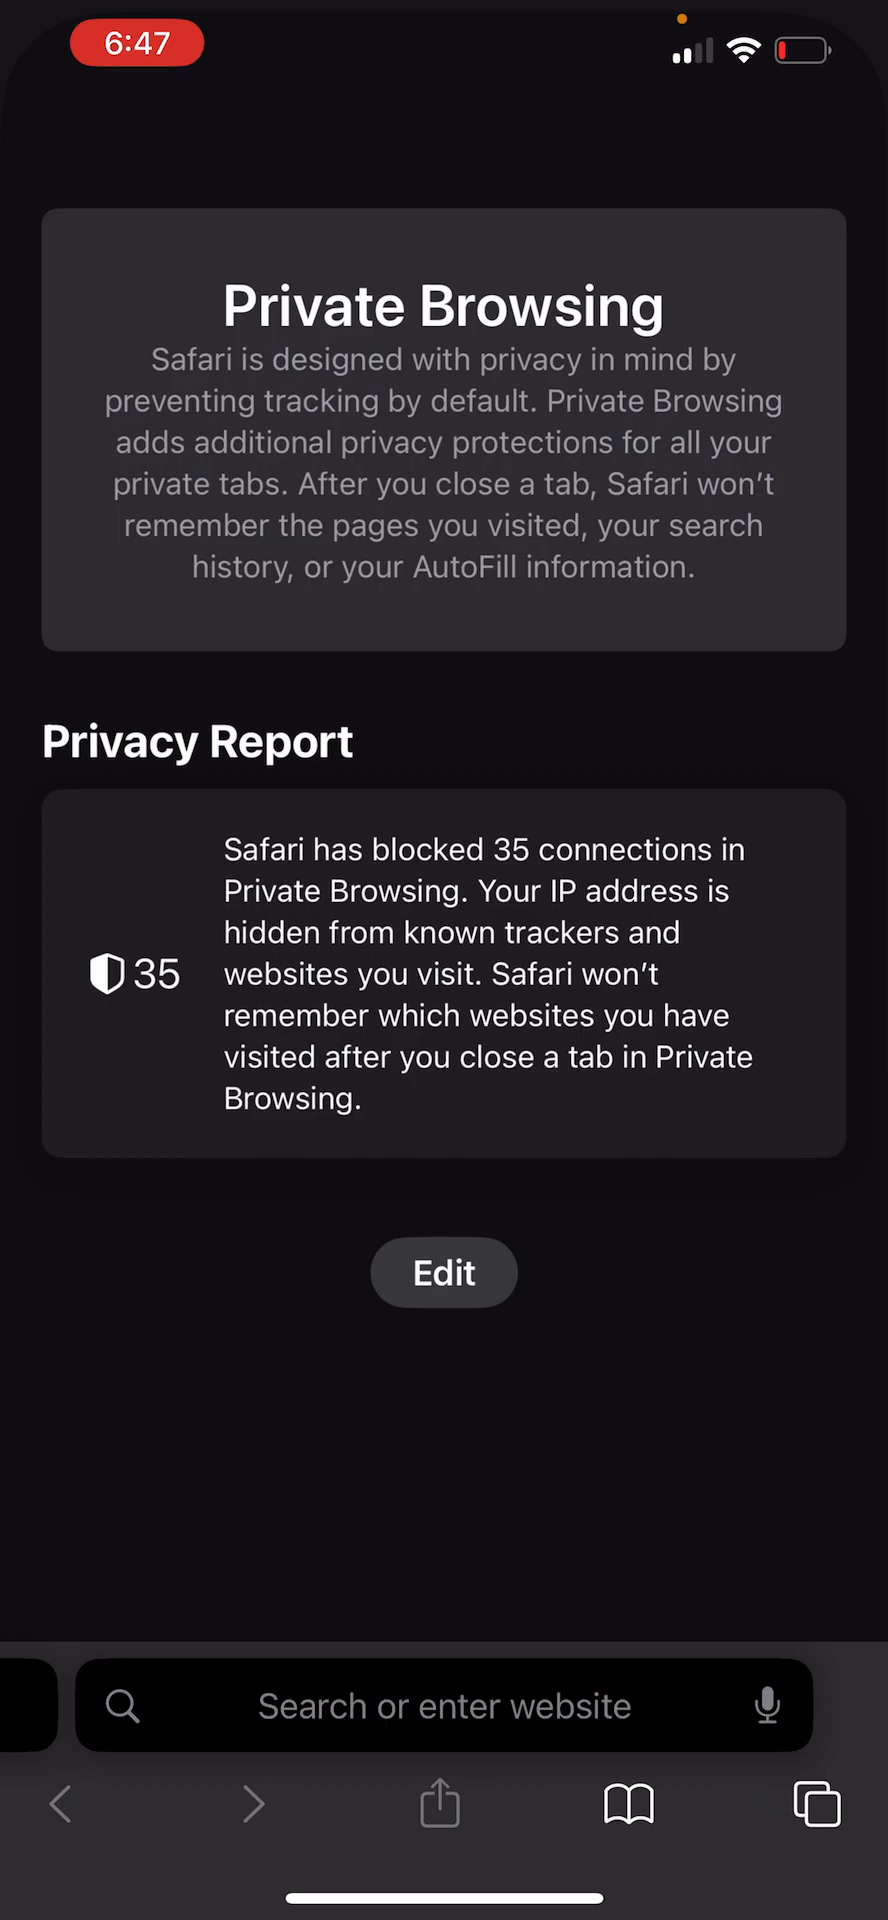 6:47
Private Browsing
Safari is designed with privacy in mind by
preventing tracking by default. Private Browsing
adds additional privacy protections for all your
private tabs. After you close a tab, Safari won’t
remember the pages you visited, your search
history, or your AutoFill information.
Privacy Report
35
Safari has blocked 35 connections in
Private Browsing. Your IP address is
hidden from known trackers and
websites you visit. Safari won’t
remember which websites you have
visited after you close a tab in Private
Browsing.
Edit
Search or enter website